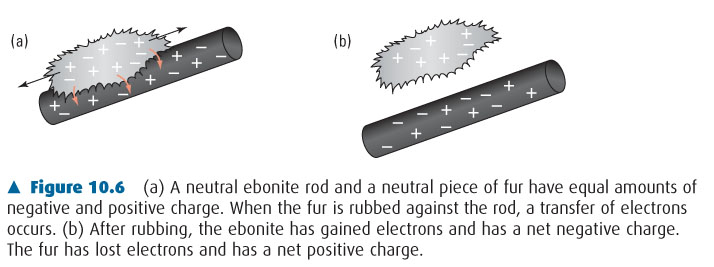 (a)
(b)
▲ Figure 10.6 (a) A neutral ebonite rod and a neutral piece of fur have equal amounts of
negative and positive charge. When the fur is rubbed against the rod, a transfer of electrons
occurs. (b) After rubbing, the ebonite has gained electrons and has a net negative charge.
The fur has lost electrons and has a net positive charge.